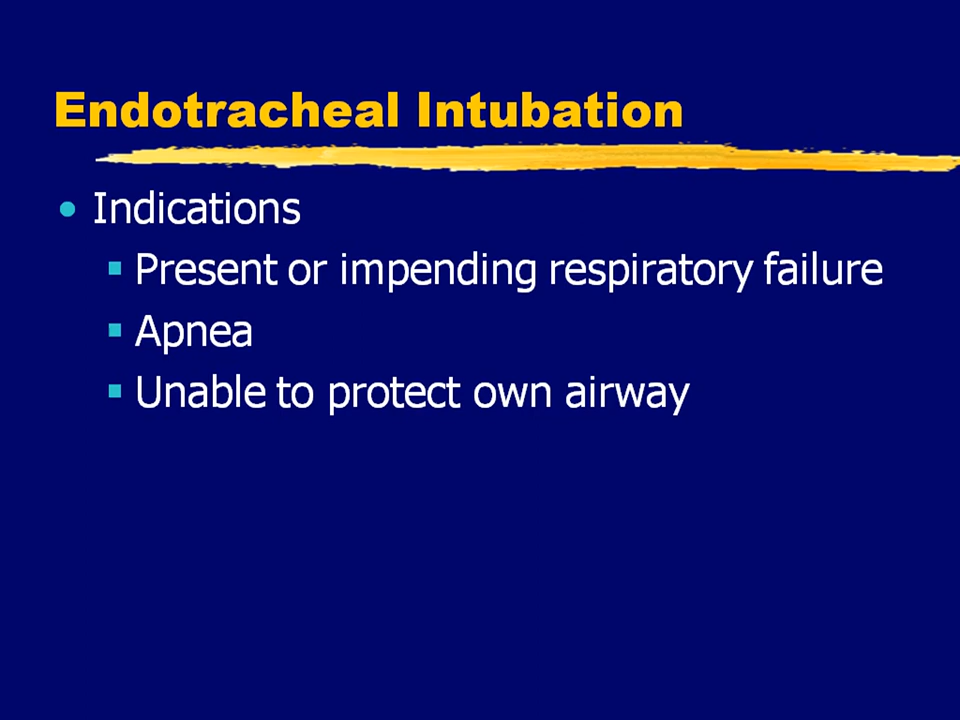 Endotracheal Intubation
• Indications
▪ Present or impending respiratory failure
▪ Apnea
▪ Unable to protect own airway